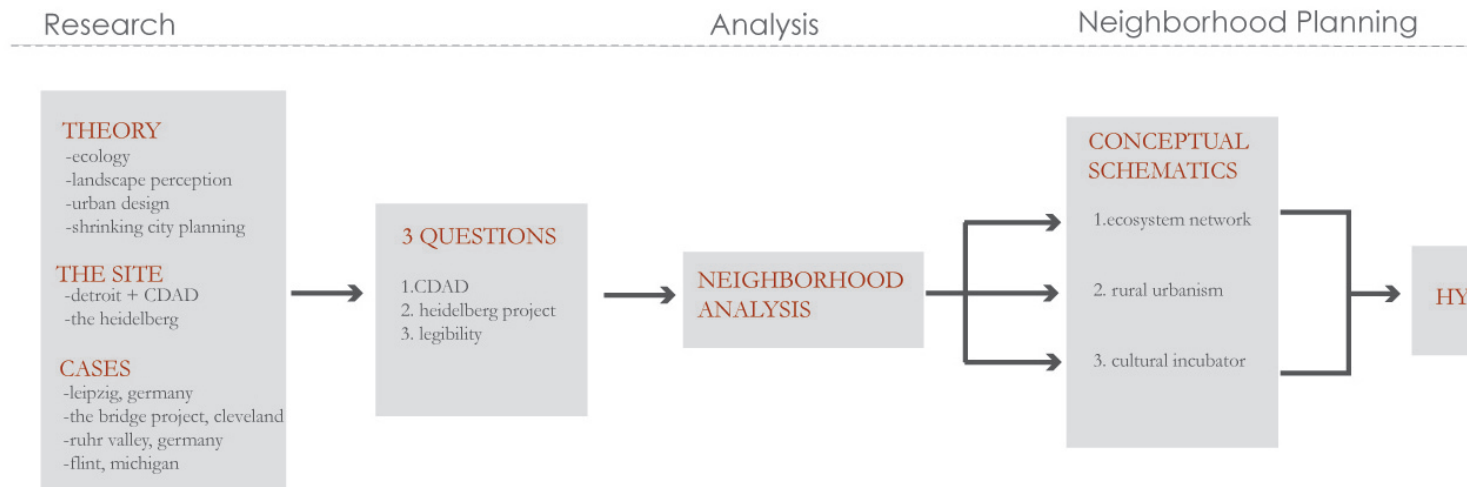 Research
Analysis
Neighborhood Planning
THEORY
-ecology
-landscape perception
-urban design
-shrinking city planning
THE SITE
-detroit + CDAD
-the heidelberg
CASES
-leipzig, germany
-the bridge project, cleveland
-ruhr valley, germany
-flint, michigan
3 QUESTIONS
1.CDAD
2. heidelberg project
3. legibility
NEIGHBORHOOD
ANALYSIS
CONCEPTUAL
SCHEMATICS
1.ecosystem network
2. rural urbanism
3. cultural incubator
HY